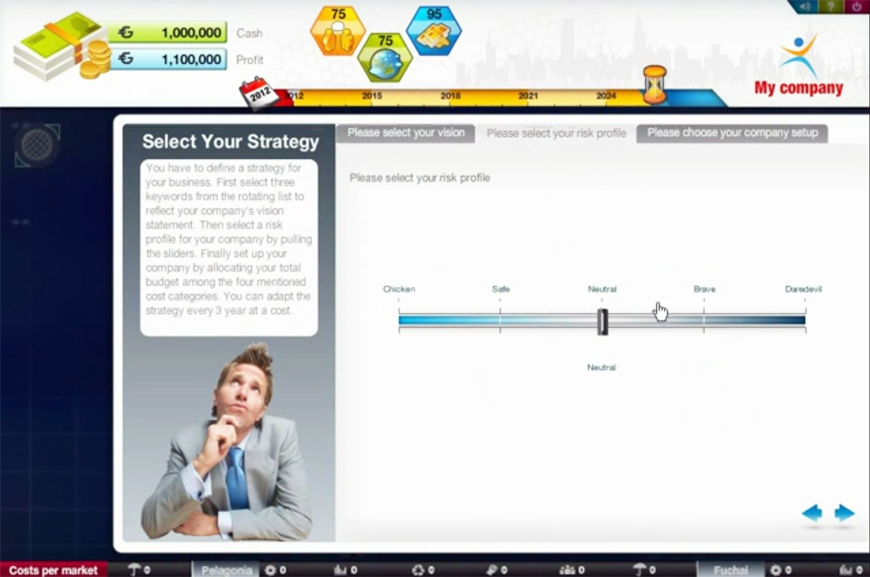 1,000,000 Cash
1,100,000 Profit
75
75
95
2012
2012 2015 2018 2021 2024
My company
Select Your Strategy
You have to define a strategy for
your business. First select three
keywords from the rotating list to
reflect your company's vision
statement. Then select a risk
profile for your company by pulling
the sliders. Finally set up your
company by allocating your total
budget among the four mentioned
cost categories. You can adapt the
strategy every 3 year at a cost.
Please select your vision
Please select your risk profile
Please choose your company setup
Please select your risk profile
Chicken Safe Neutral Brave Daredevil
Neutral
Costs per market 0 Pelagonia 0 0 0 0 0 0 Fuchai 0 0